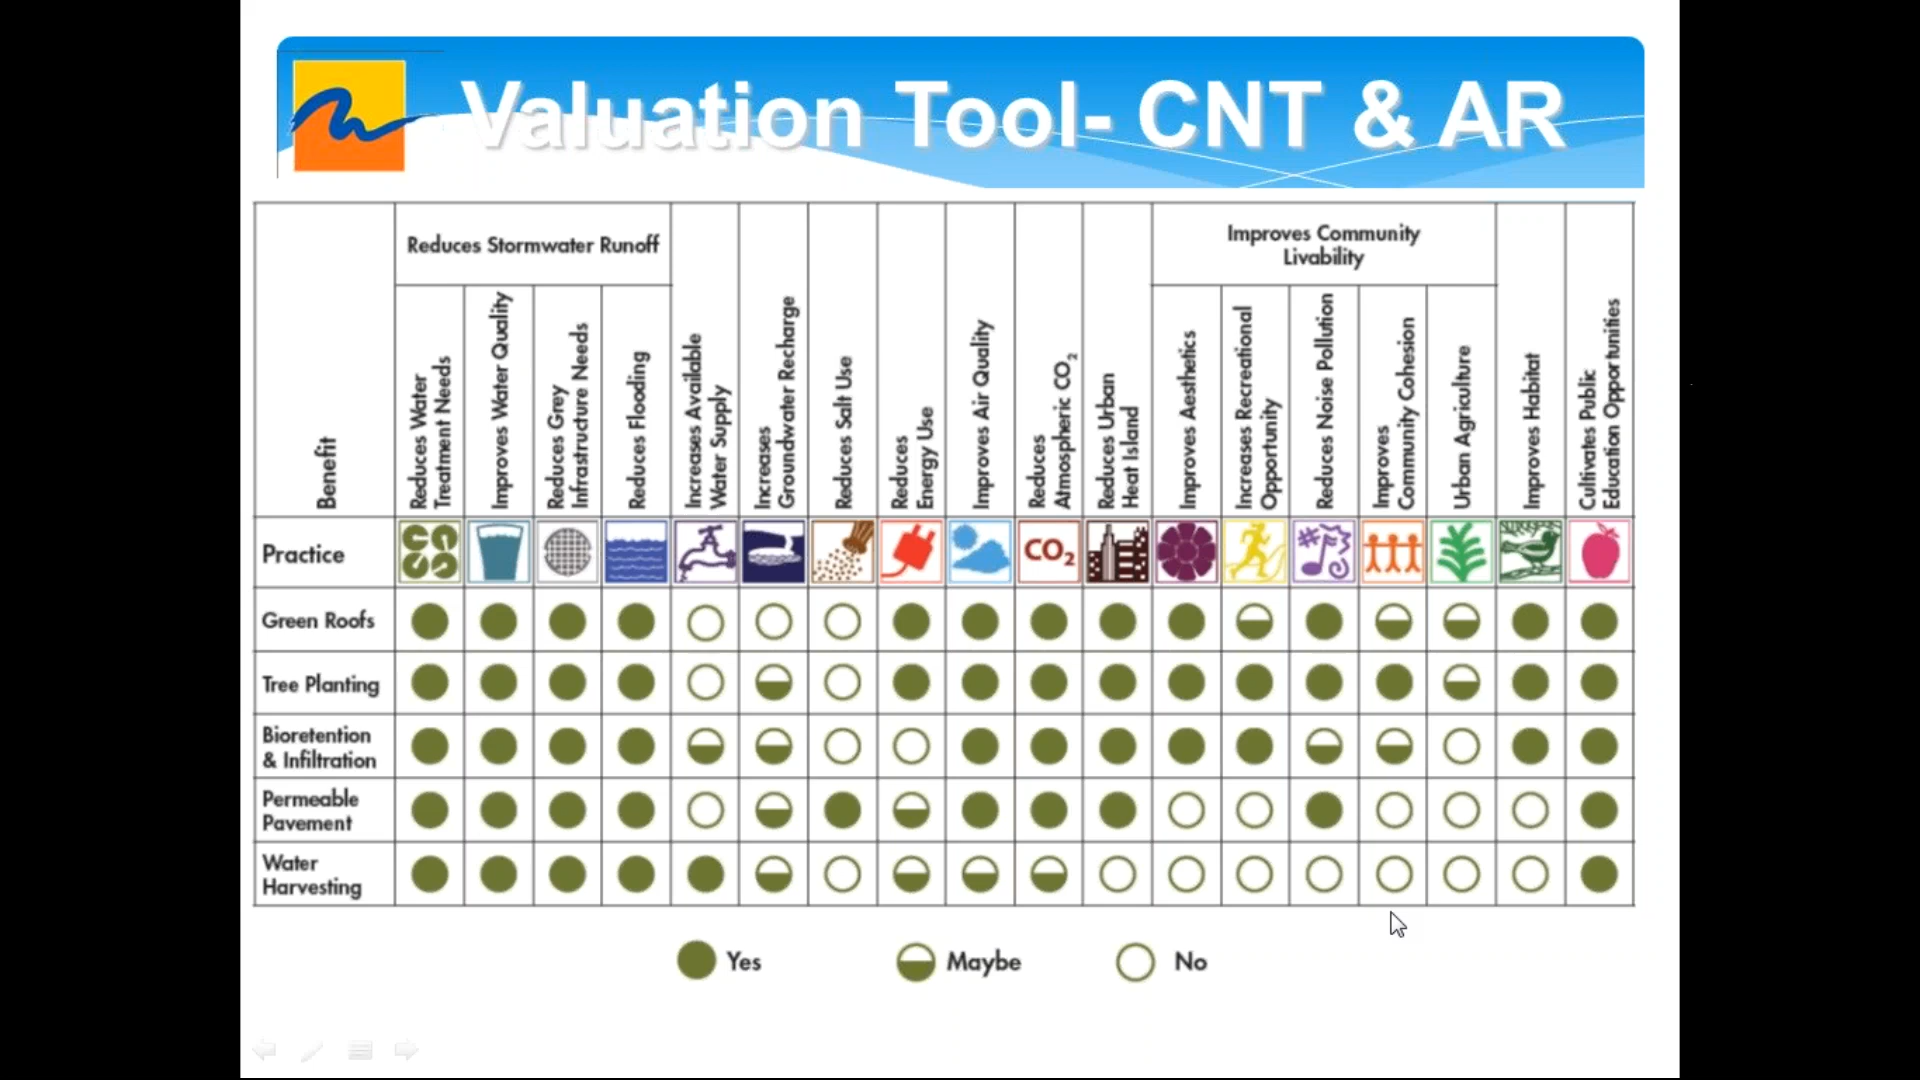 Valuation Tool- CNT & AR
Reduces Stormwater Runoff
Improves Community
Livability
Benefit
Reduces Water
Treatment Needs
Improves Water Quality
Reduces Grey
Infrastructure Needs
Reduces Flooding
Increases Available
Water Supply
Increases
Groundwater Recharge
Reduces Salt Use
Reduces
Energy Use
Improves Air Quality
Reduces
Atmospheric CO₂
Reduces Urban
Heat Island
Improves Aesthetics
Increases Recreational
Opportunity
Reduces Noise Pollution
Improves
Community Cohesion
Urban Agriculture
Improves Habitat
Cultivates Public
Education Opportunities
Practice
CO₂
Green Roofs
Tree Planting
Bioretention
& Infiltration
Permeable
Pavement
Water
Harvesting
Yes
Maybe
No